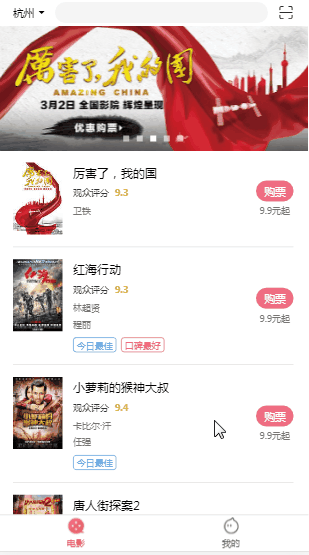 杭州
厉害了,我的国
AMAZING CHINA
3月2日 全国影院 辉煌呈现
优惠购票
厉害了，我的国
观众评分 9.3
卫铁
购票
9.9元起
红海行动
观众评分 9.3
林超贤
程丽
今日最佳 口碑最好
购票
9.9元起
小萝莉的猴神大叔
观众评分 9.4
卡比尔·汗
任强
今日最佳
购票
9.9元起
唐人街探案2
电影
我的